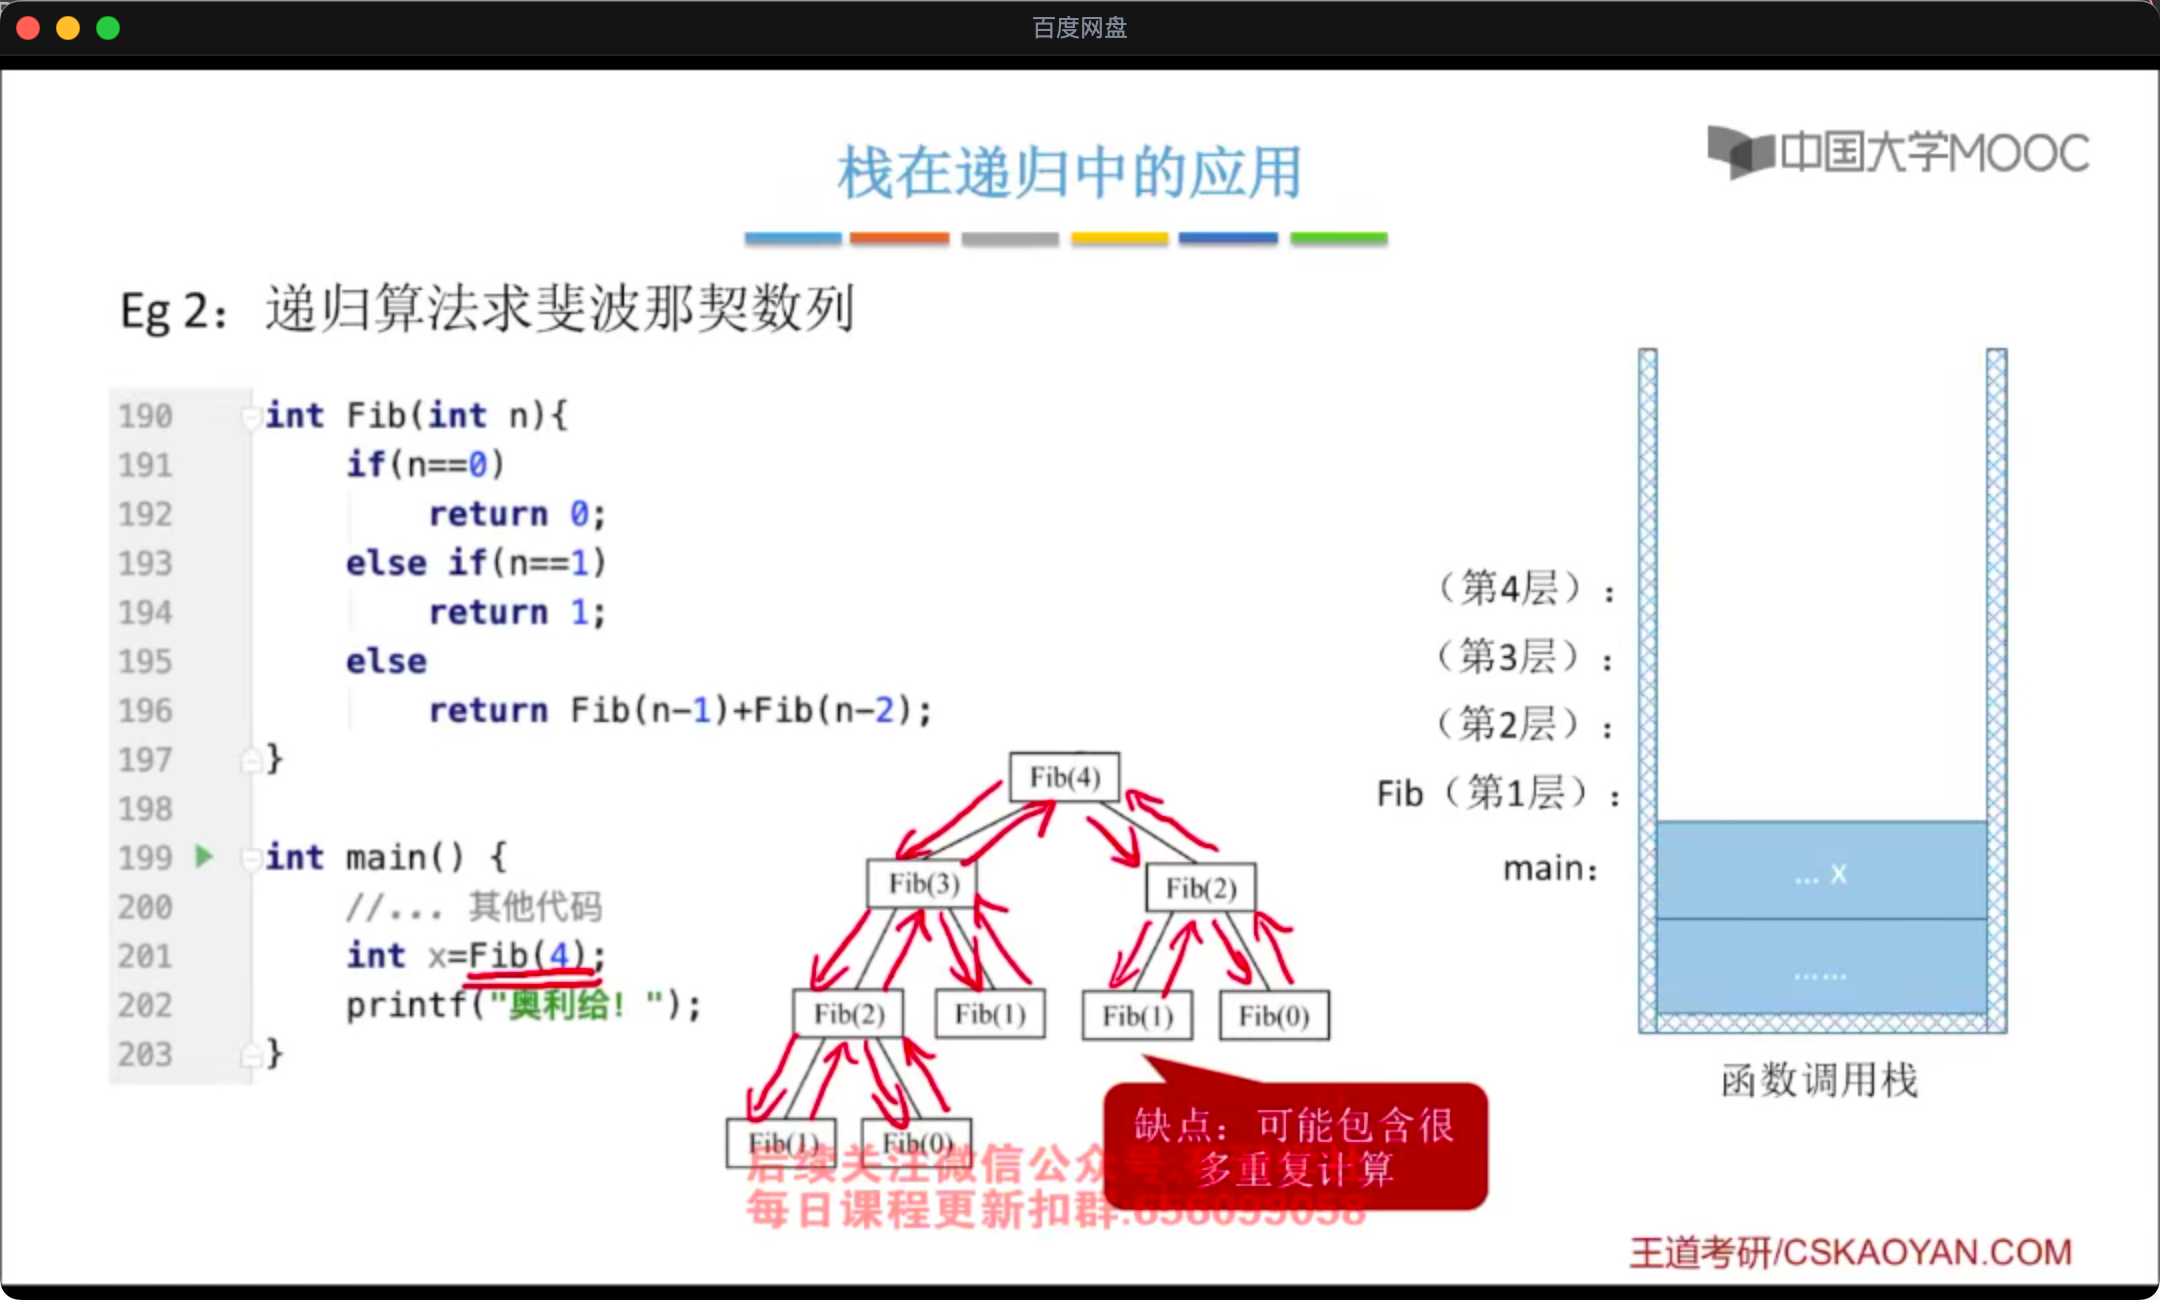 百度网盘
中国大学MOOC
栈在递归中的应用
Eg 2：递归算法求斐波那契数列
190 int Fib(int n){
191 if(n==0)
192 return 0;
193 else if(n==1)
194 return 1;
195 else
196 return Fib(n-1)+Fib(n-2);
197 }
198
199 int main() {
200 //... 其他代码
201 int x=Fib(4);
202 printf("奥利给！");
203 }
Fib(4)
Fib(3)
Fib(2)
Fib(2)
Fib(1)
Fib(1)
Fib(0)
Fib(1)
Fib(0)
缺点：可能包含很
多重复计算
（第4层）：
（第3层）：
（第2层）：
Fib（第1层）：
main：
... x
......
函数调用栈
后续关注微信公众号
每日课程更新扣群:656099058
王道考研/CSKAOYAN.COM